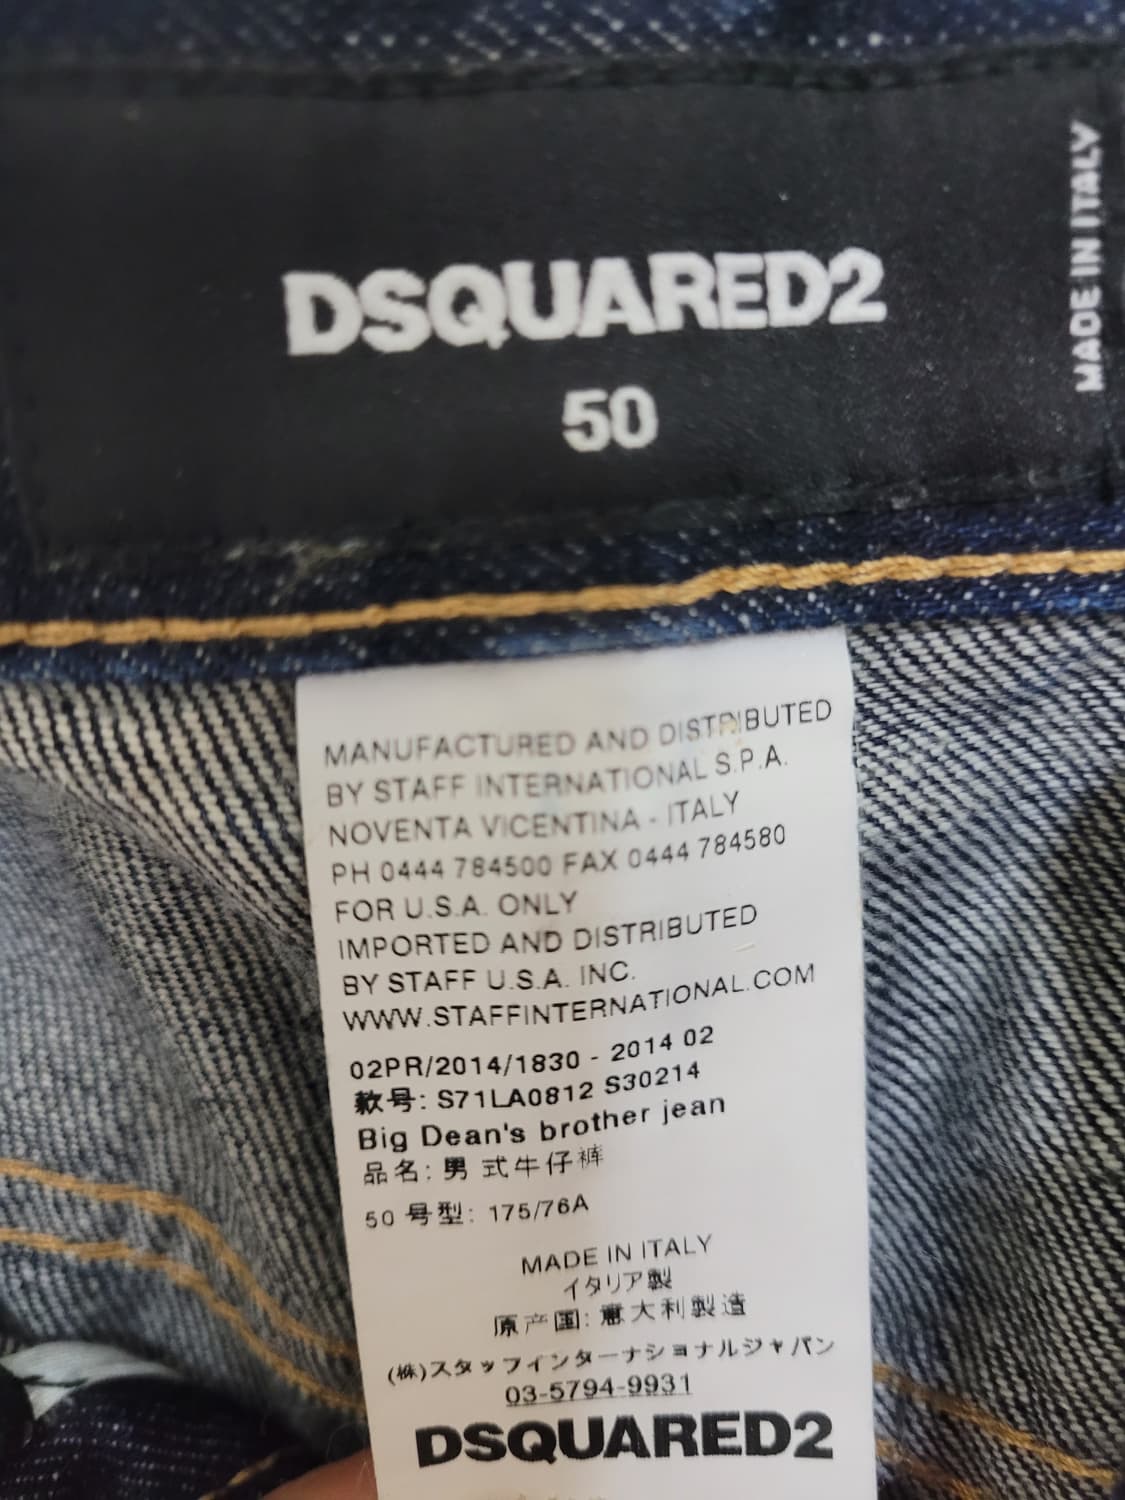 DSQUARED2
50
MADE IN ITALY
MANUFACTURED AND DISTRIBUTED
BY STAFF INTERNATIONAL S.P.A.
NOVENTA VICENTINA - ITALY
PH 0444 784500 FAX 0444 784580
FOR U.S.A. ONLY
IMPORTED AND DISTRIBUTED
BY STAFF U.S.A. INC.
WWW.STAFFINTERNATIONAL.COM
02PR/2014/1830 - 2014 02
款号: S71LA0812 S30214
Big Dean's brother jean
品名: 男式牛仔裤
50 号型: 175/76A
MADE IN ITALY
イタリア製
原产国: 意大利製造
(株)スタッフインターナショナルジャパン
03-5794-9931
DSQUARED2